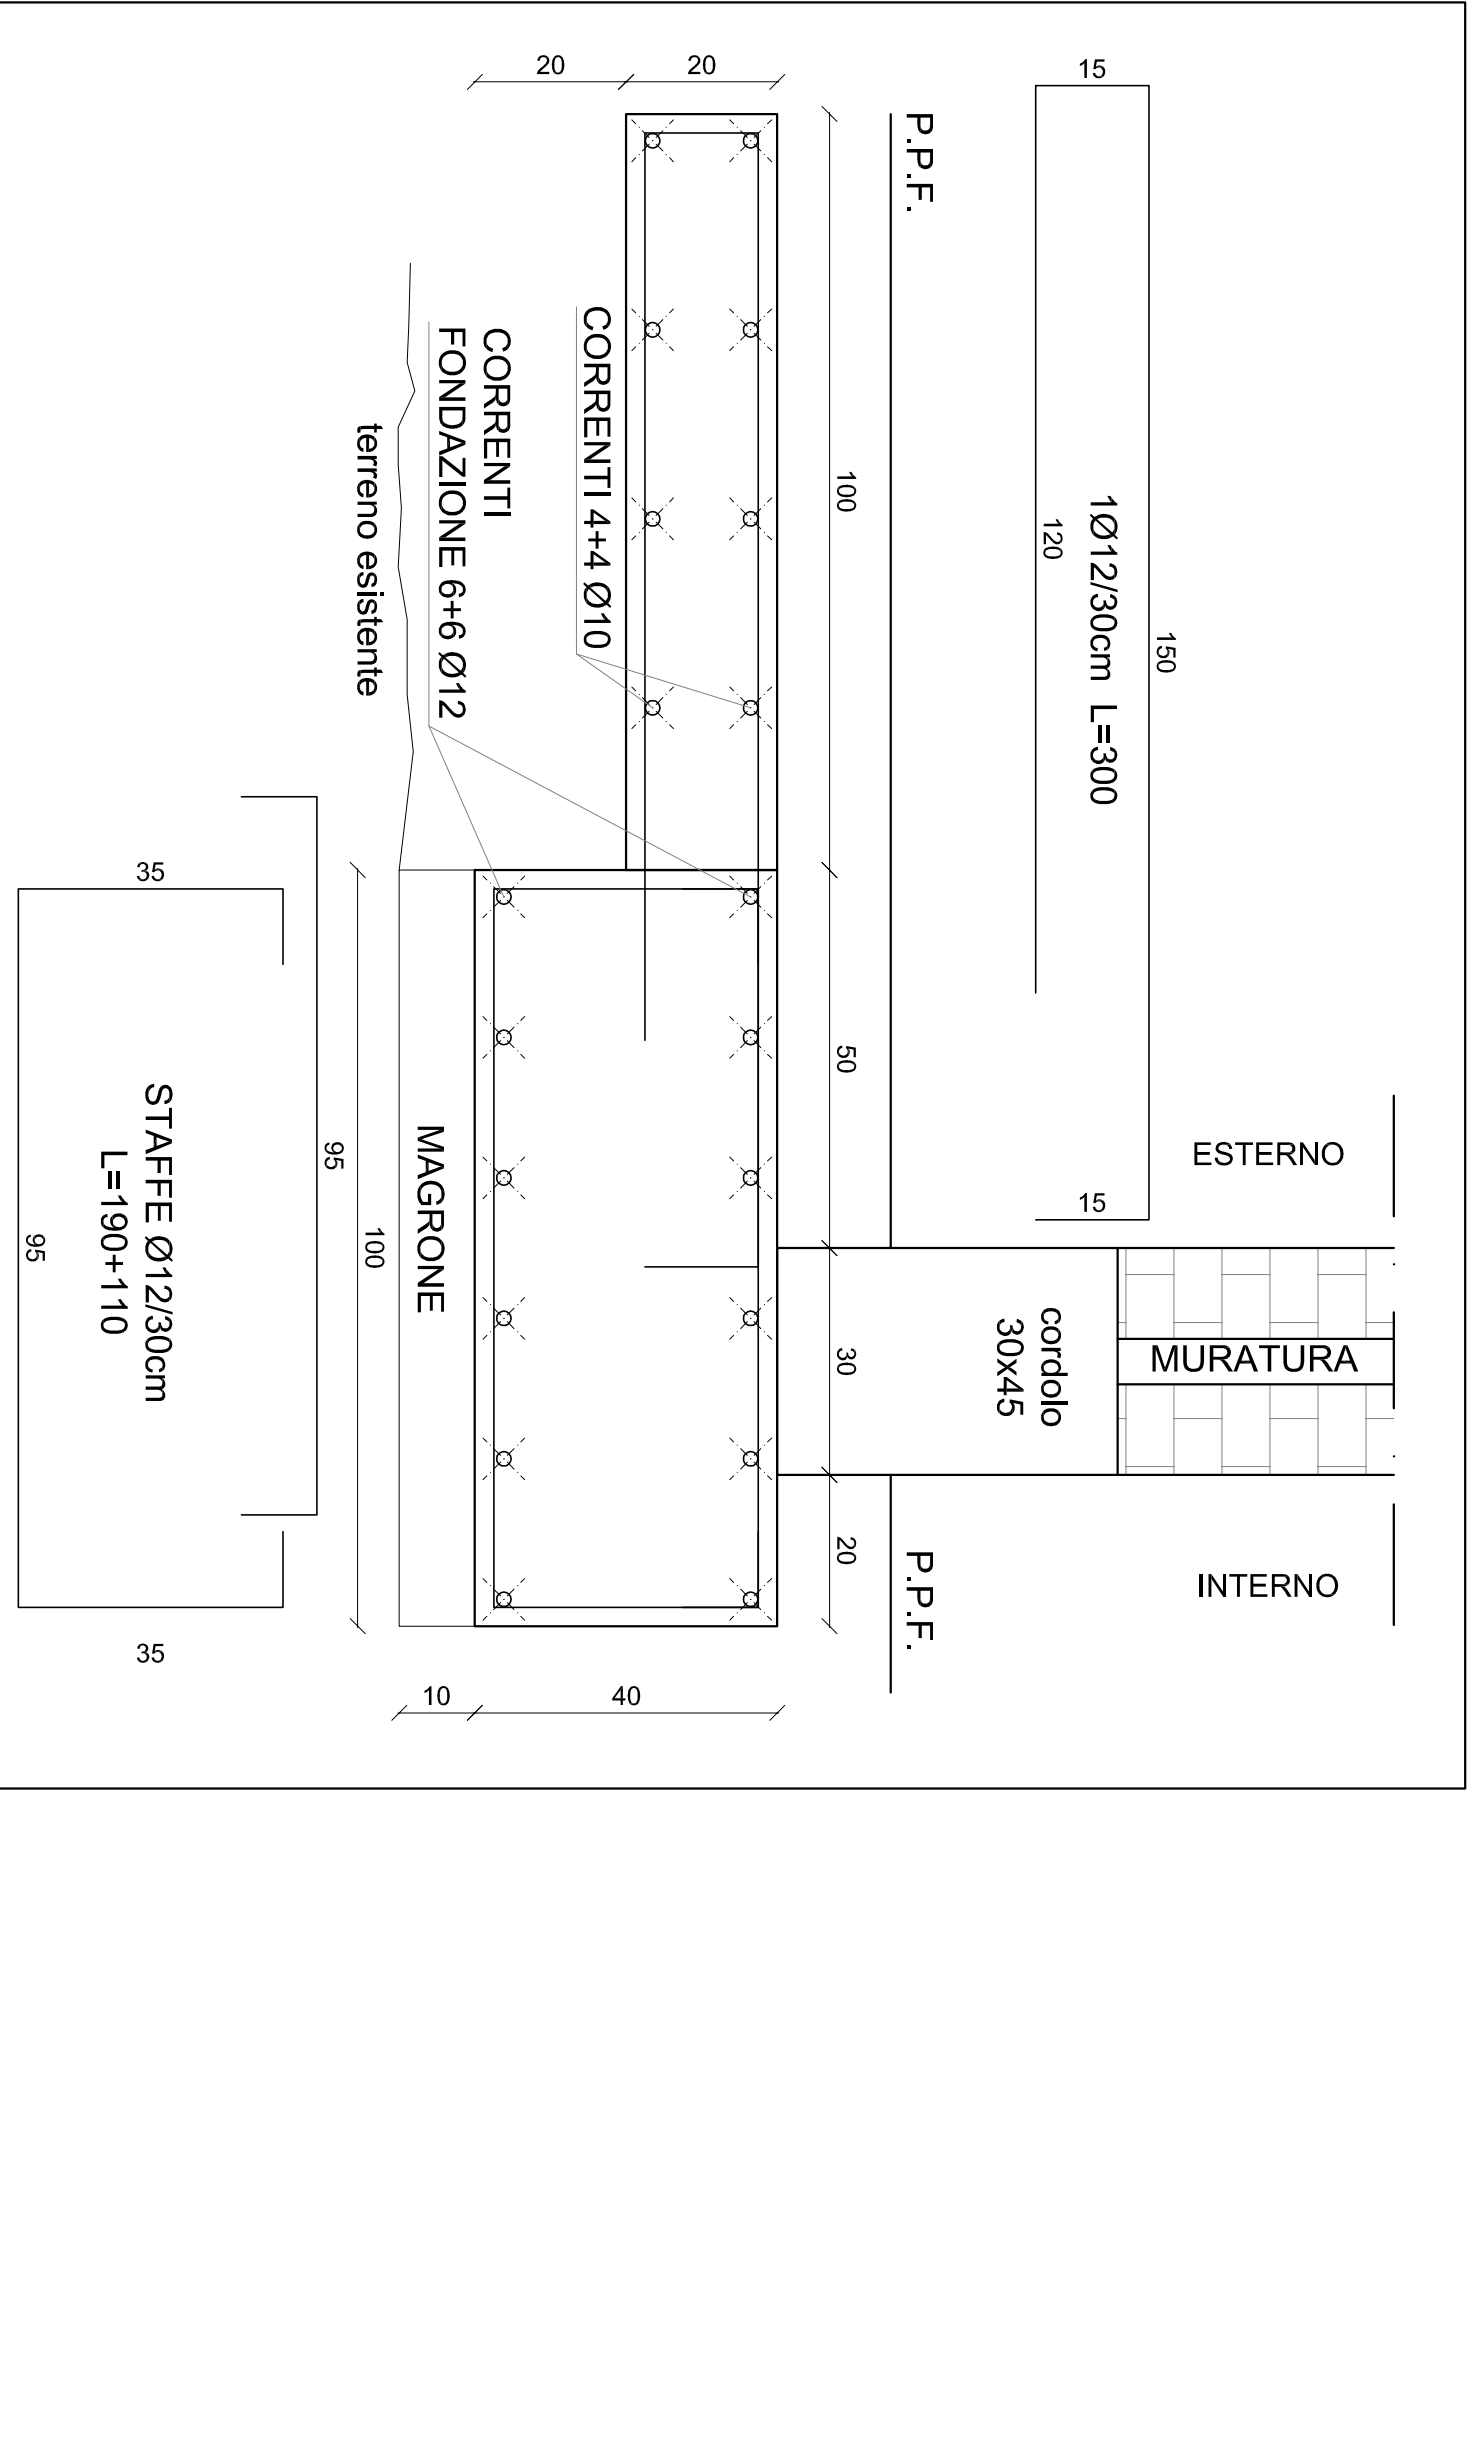 ESTERNO
MURATURA
INTERNO
150
15
1Ø12/30cm L=300
15
120
cordolo
30x45
P.P.F.
P.P.F.
100
50
30
20
20
20
40
10
CORRENTI 4+4 Ø10
CORRENTI
FONDAZIONE 6+6 Ø12
terreno esistente
MAGRONE
100
95
35
STAFFE Ø12/30cm
L=190+110
35
95